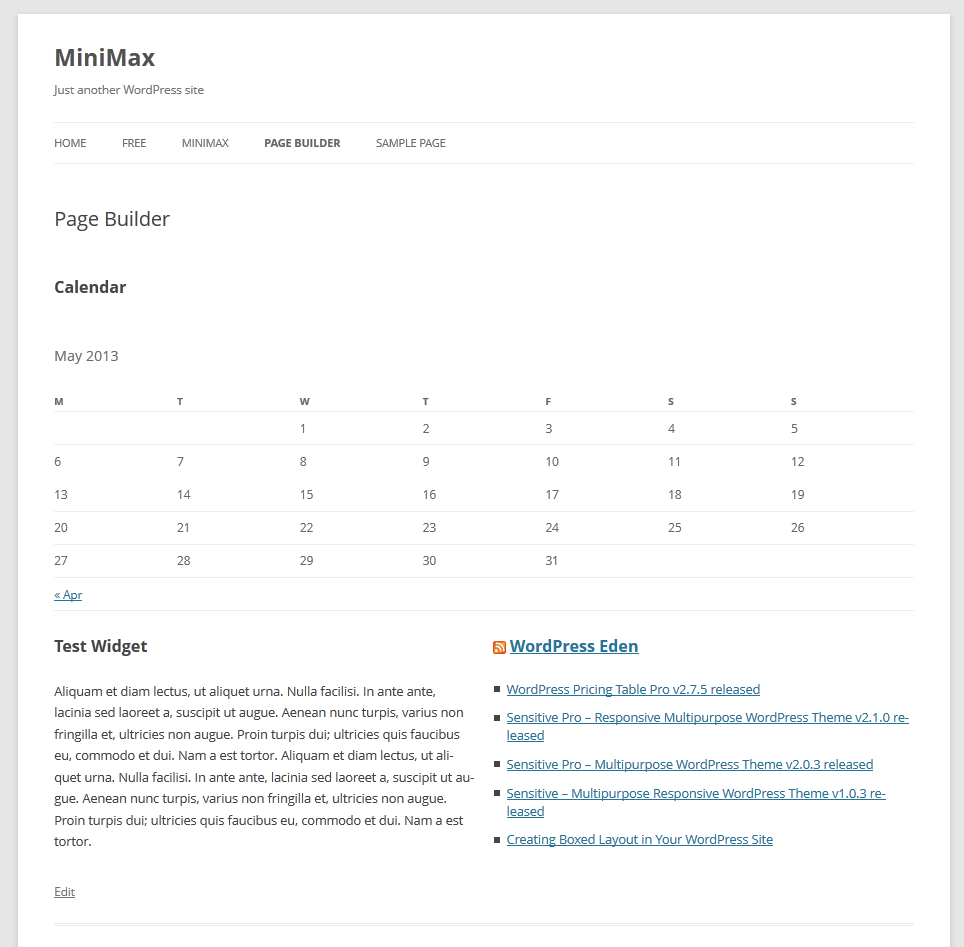 MiniMax
Just another WordPress site
HOME FREE MINIMAX PAGE BUILDER SAMPLE PAGE
Page Builder
Calendar
May 2013
M T W T F S S
1 2 3 4 5
6 7 8 9 10 11 12
13 14 15 16 17 18 19
20 21 22 23 24 25 26
27 28 29 30 31
« Apr
Test Widget
Aliquam et diam lectus, ut aliquet urna. Nulla facilisi. In ante ante,
lacinia sed laoreet a, suscipit ut augue. Aenean nunc turpis, varius non
fringilla et, ultricies non augue. Proin turpis dui; ultricies quis faucibus
eu, commodo et dui. Nam a est tortor. Aliquam et diam lectus, ut ali-
quet urna. Nulla facilisi. In ante ante, lacinia sed laoreet a, suscipit ut au-
gue. Aenean nunc turpis, varius non fringilla et, ultricies non augue.
Proin turpis dui; ultricies quis faucibus eu, commodo et dui. Nam a est
tortor.
WordPress Eden
WordPress Pricing Table Pro v2.7.5 released
Sensitive Pro – Responsive Multipurpose WordPress Theme v2.1.0 re-
leased
Sensitive Pro – Multipurpose WordPress Theme v2.0.3 released
Sensitive – Multipurpose Responsive WordPress Theme v1.0.3 re-
leased
Creating Boxed Layout in Your WordPress Site
Edit